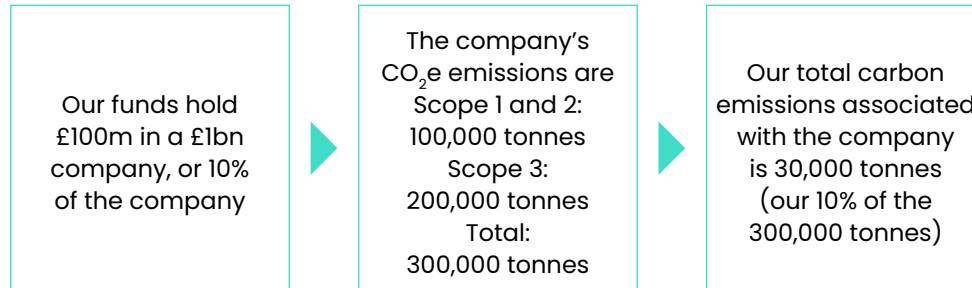 Our funds hold
£100m in a £1bn
company, or 10%
of the company
The company’s
CO₂e emissions are
Scope 1 and 2:
100,000 tonnes
Scope 3:
200,000 tonnes
Total:
300,000 tonnes
Our total carbon
emissions associated
with the company
is 30,000 tonnes
(our 10% of the
300,000 tonnes)